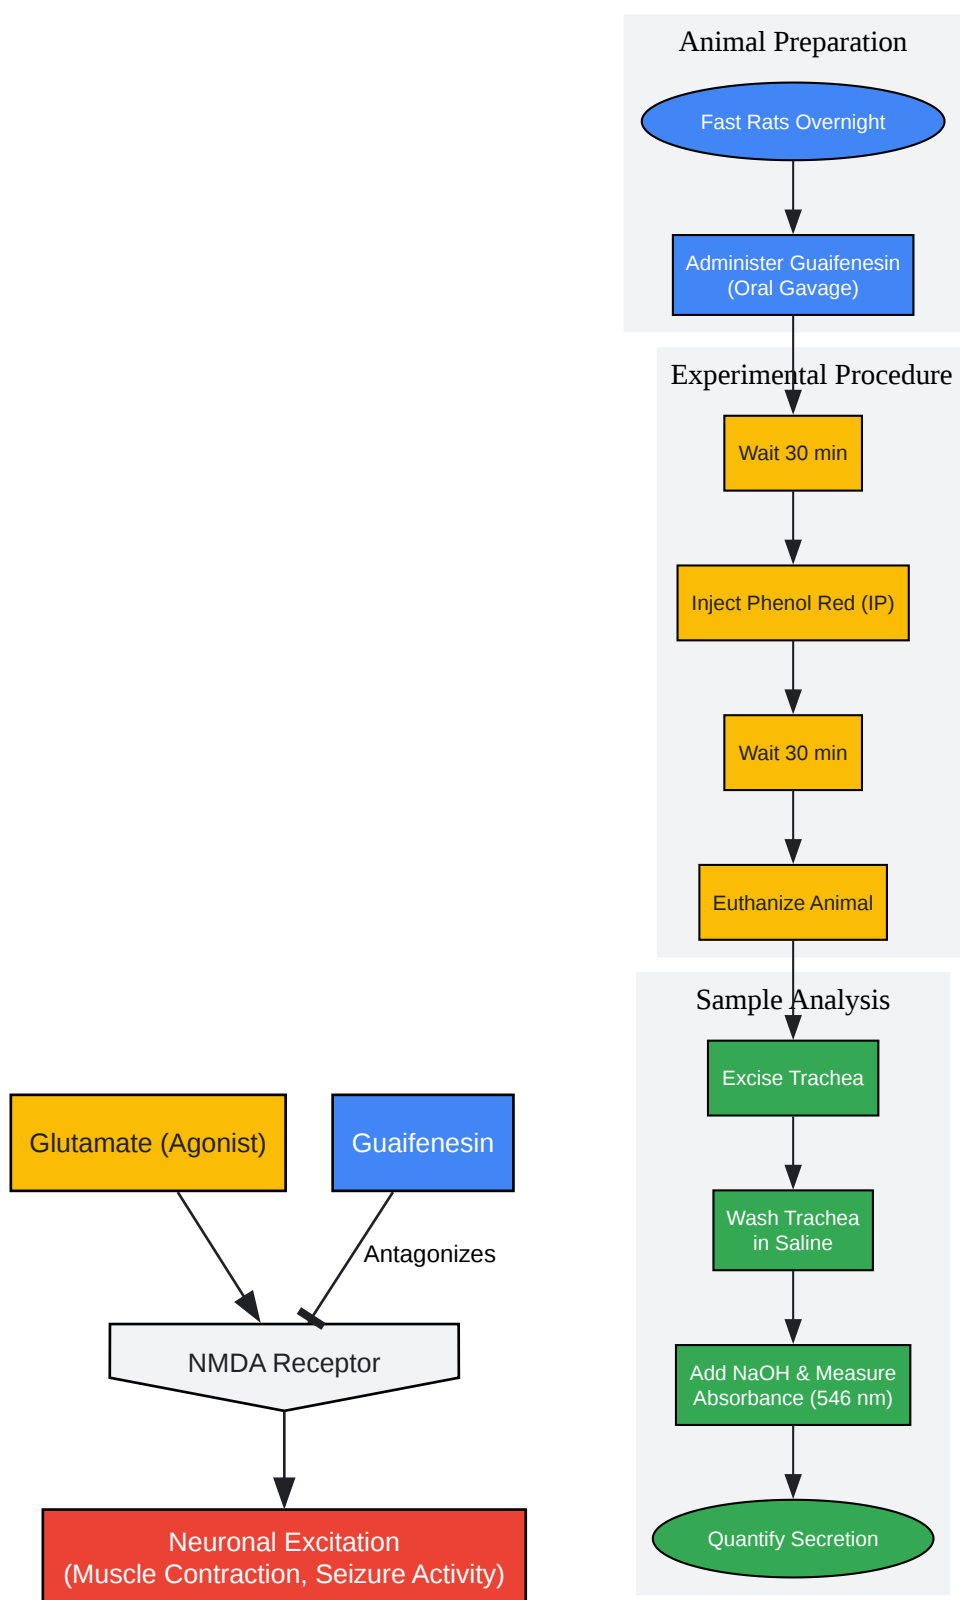 Animal Preparation
Fast Rats Overnight
Administer Guaifenesin
(Oral Gavage)
Experimental Procedure
Wait 30 min
Inject Phenol Red (IP)
Wait 30 min
Euthanize Animal
Sample Analysis
Excise Trachea
Wash Trachea
in Saline
Add NaOH & Measure
Absorbance (546 nm)
Quantify Secretion
Glutamate (Agonist)
Guaifenesin
Antagonizes
NMDA Receptor
Neuronal Excitation
(Muscle Contraction, Seizure Activity)